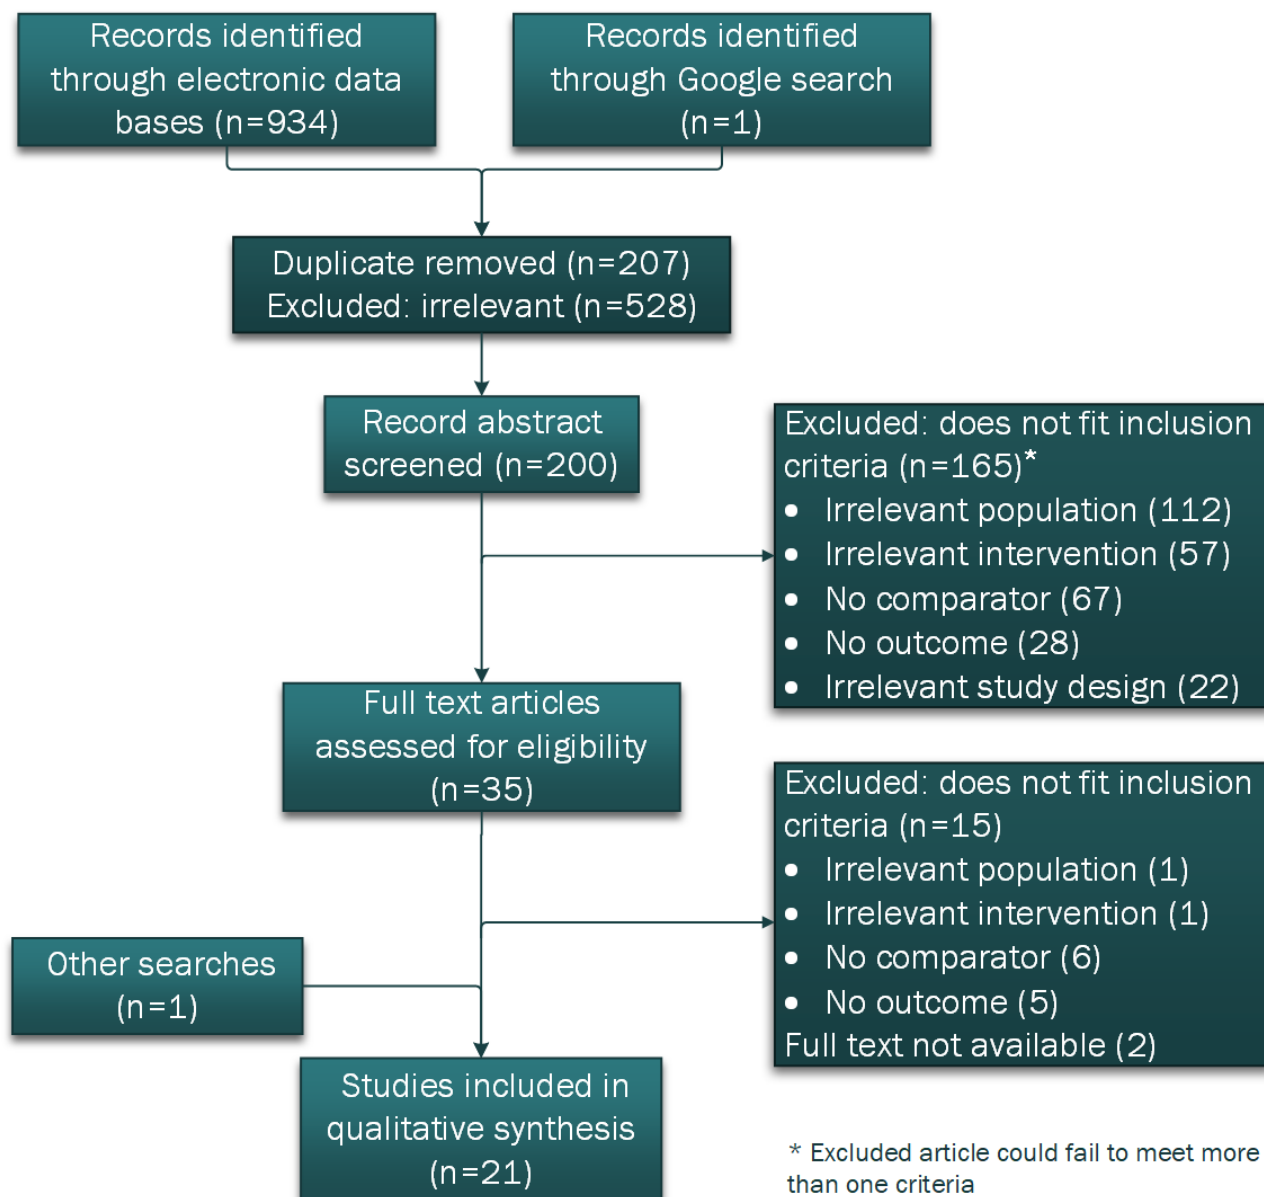 Records identified
through electronic data
bases (n=934)
Records identified
through Google search
(n=1)
Duplicate removed (n=207)
Excluded: irrelevant (n=528)
Record abstract
screened (n=200)
Excluded: does not fit inclusion
criteria (n=165)*
• Irrelevant population (112)
• Irrelevant intervention (57)
• No comparator (67)
• No outcome (28)
• Irrelevant study design (22)
Full text articles
assessed for eligibility
(n=35)
Excluded: does not fit inclusion
criteria (n=15)
• Irrelevant population (1)
• Irrelevant intervention (1)
• No comparator (6)
• No outcome (5)
Full text not available (2)
Other searches
(n=1)
Studies included in
qualitative synthesis
(n=21)
* Excluded article could fail to meet more
than one criteria